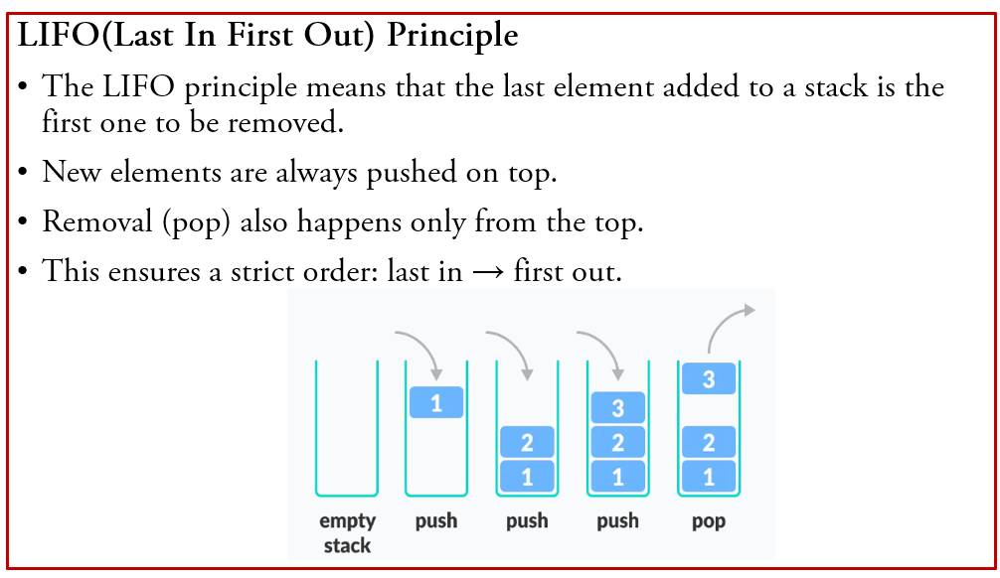 LIFO(Last In First Out) Principle
• The LIFO principle means that the last element added to a stack is the
first one to be removed.
• New elements are always pushed on top.
• Removal (pop) also happens only from the top.
• This ensures a strict order: last in → first out.
1
2
1
3
2
1
3
2
1
empty
stack
push
push
push
pop